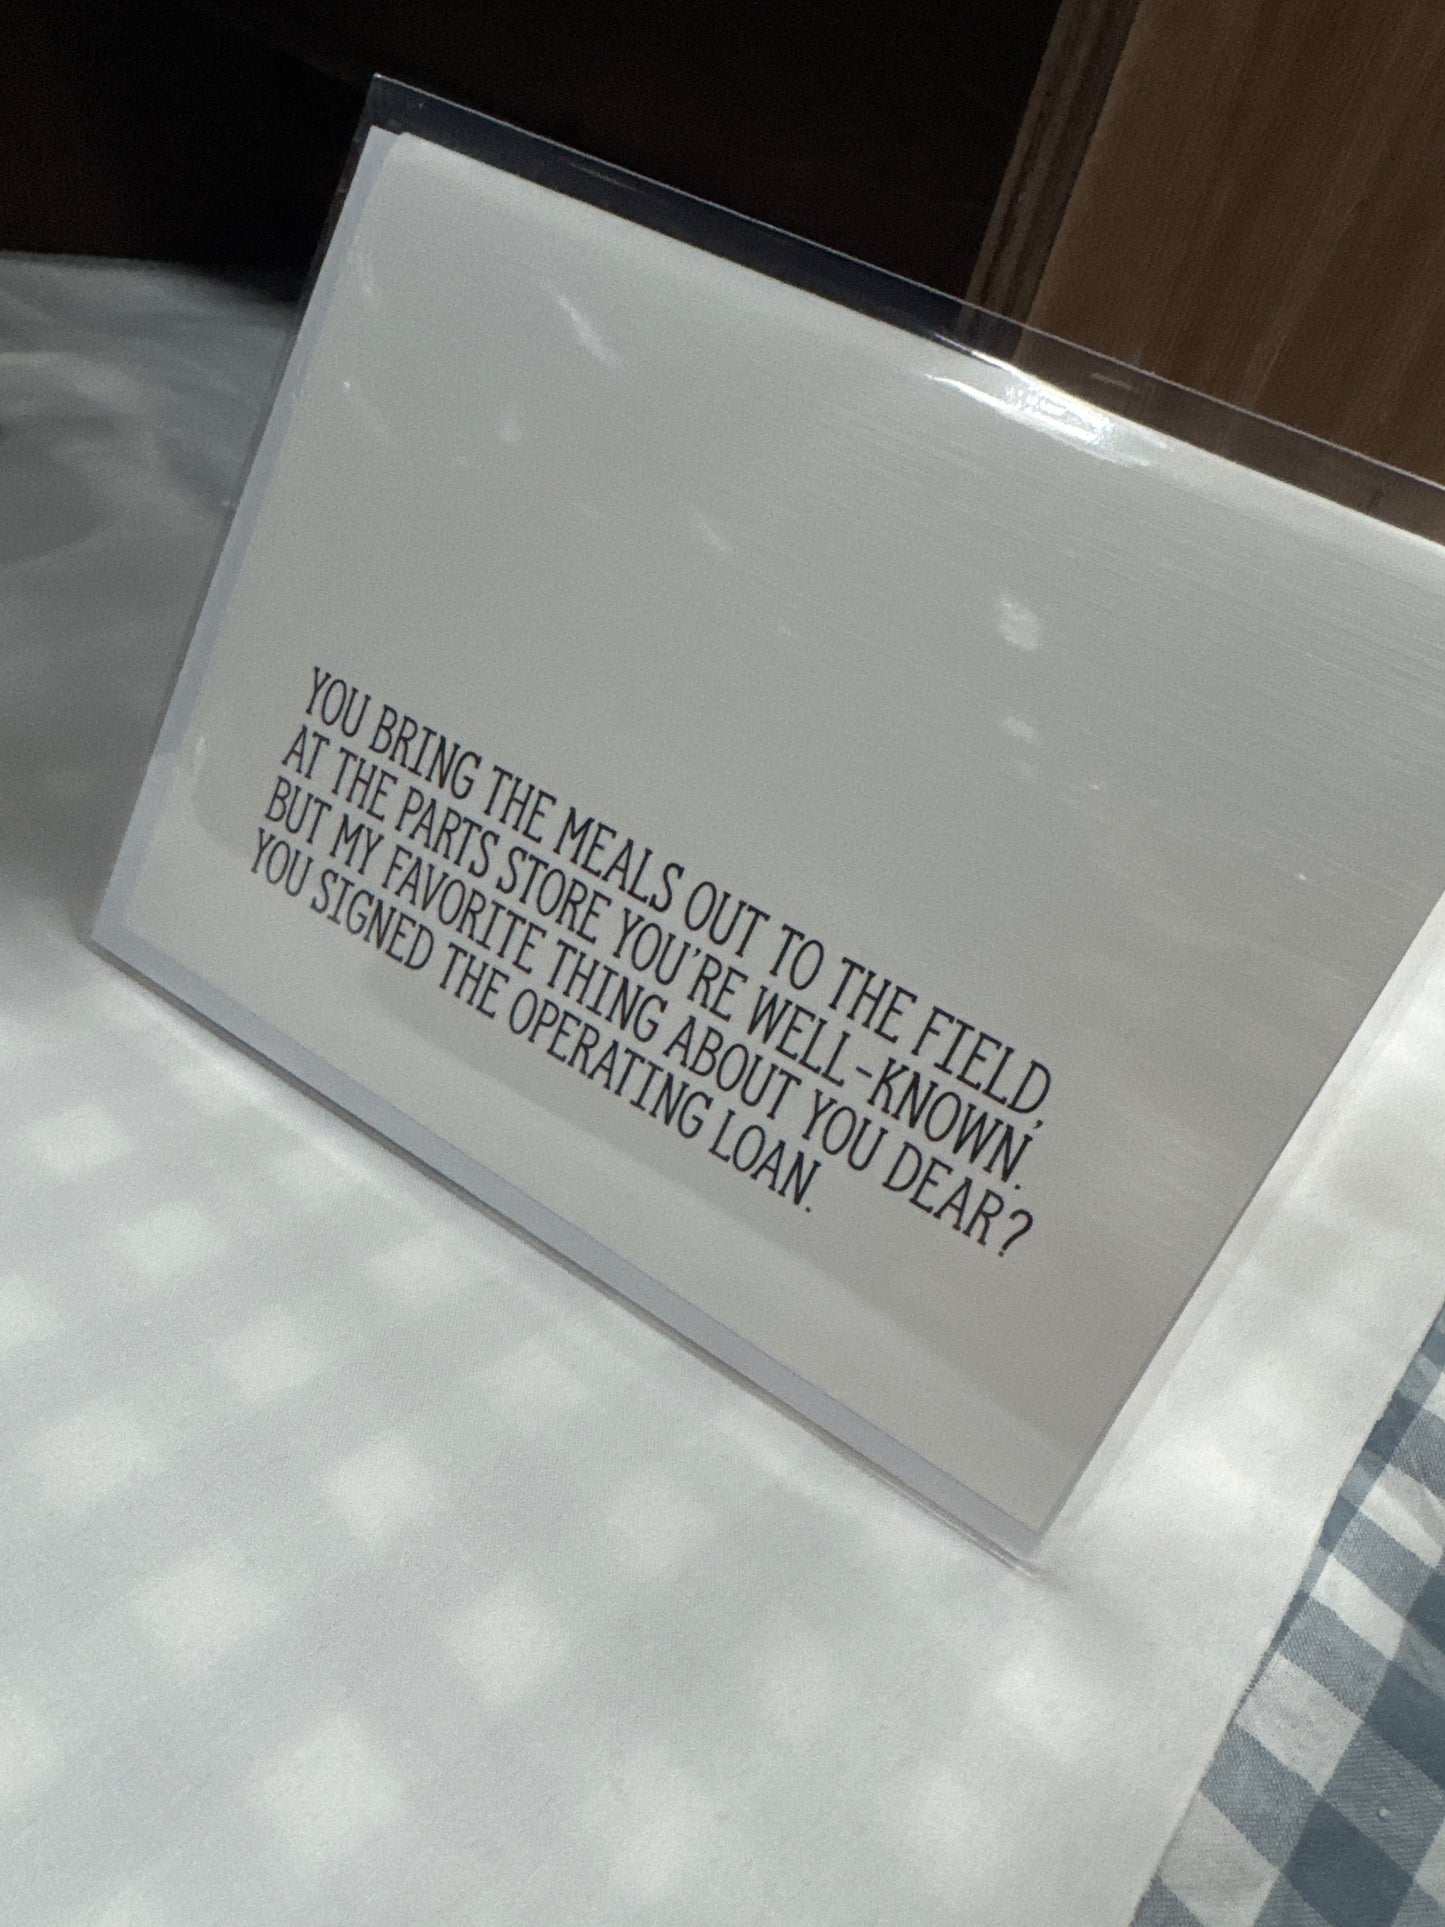 YOU BRING THE MEALS OUT TO THE FIELD,
AT THE PARTS STORE YOU'RE WELL-KNOWN.
BUT MY FAVORITE THING ABOUT YOU DEAR?
YOU SIGNED THE OPERATING LOAN.